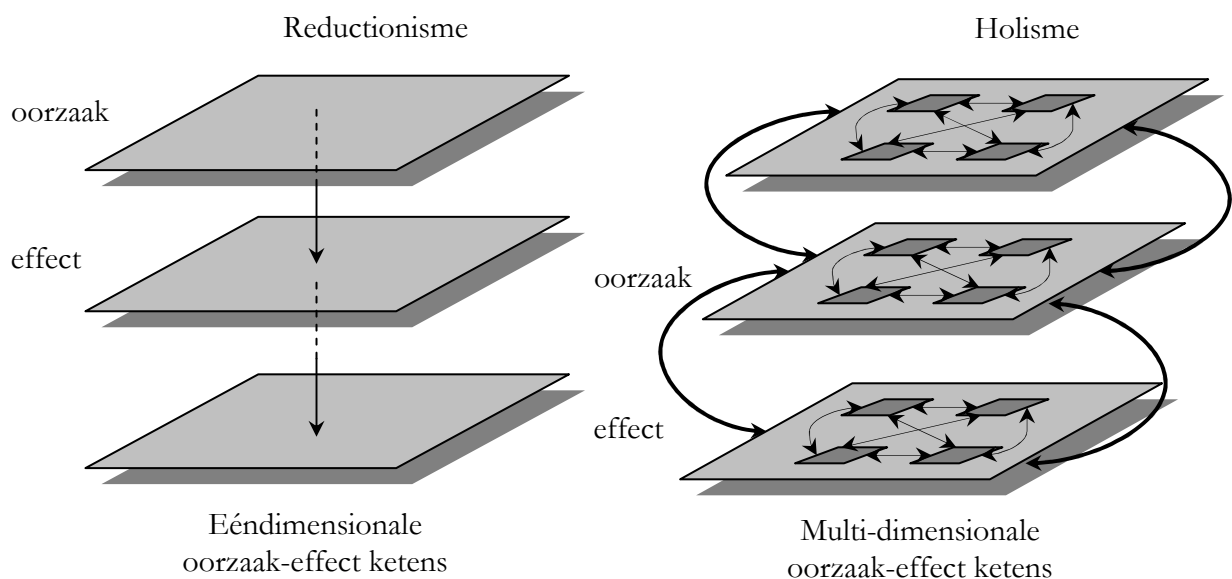 Reductionisme
Holisme
oorzaak
effect
oorzaak
effect
Eéndimensionale
oorzaak-effect ketens
Multi-dimensionale
oorzaak-effect ketens